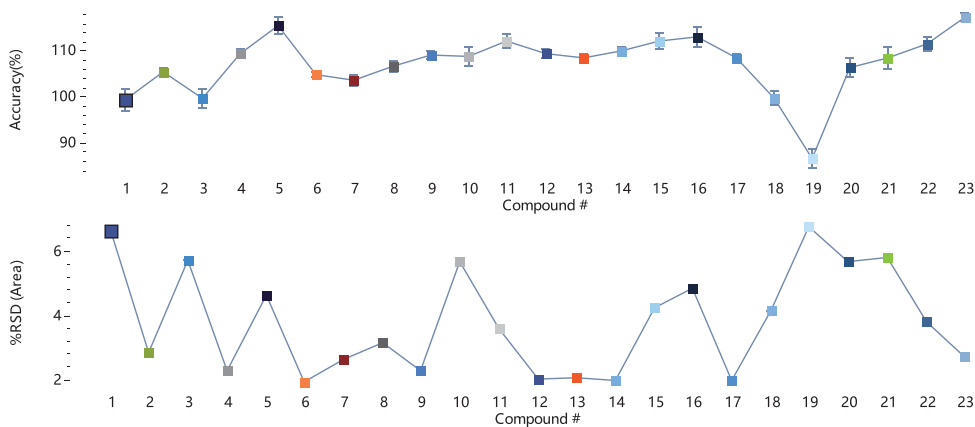 Accuracy(%)
110
100
90
1 2 3 4 5 6 7 8 9 10 11 12 13 14 15 16 17 18 19 20 21 22 23
Compound #
%RSD (Area)
6
4
2
1 2 3 4 5 6 7 8 9 10 11 12 13 14 15 16 17 18 19 20 21 22 23
Compound #